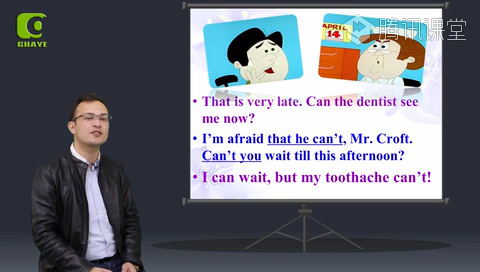 GHAYE
腾讯课堂
APRIL
14
• That is very late. Can the dentist see
me now?
• I'm afraid that he can't, Mr. Croft.
Can't you wait till this afternoon?
• I can wait, but my toothache can't!